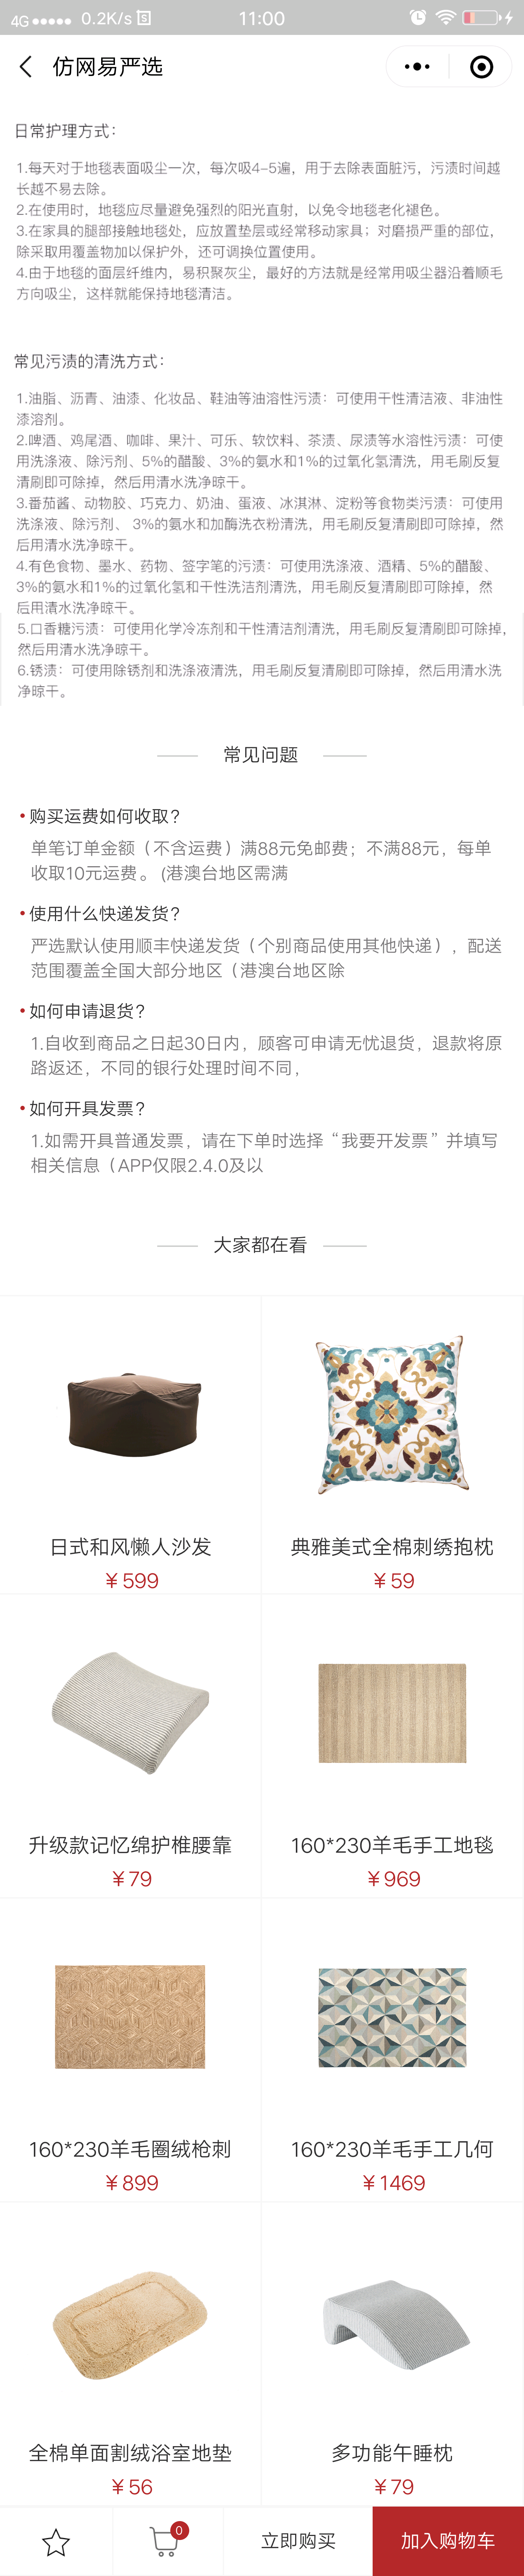 4G 0.2K/s 11:00
仿网易严选
日常护理方式：
1.每天对于地毯表面吸尘一次，每次吸4-5遍，用于去除表面脏污，污渍时间越
长越不易去除。
2.在使用时，地毯应尽量避免强烈的阳光直射，以免令地毯老化褪色。
3.在家具的腿部接触地毯处，应放置垫层或经常移动家具；对磨损严重的部位，
除采取用覆盖物加以保护外，还可调换位置使用。
4.由于地毯的面层纤维内，易积聚灰尘，最好的方法就是经常用吸尘器沿着顺毛
方向吸尘，这样就能保持地毯清洁。
常见污渍的清洗方式：
1.油脂、沥青、油漆、化妆品、鞋油等油溶性污渍：可使用干性清洁液、非油性
漆溶剂。
2.啤酒、鸡尾酒、咖啡、果汁、可乐、软饮料、茶渍、尿渍等水溶性污渍：可使
用洗涤液、除污剂、5%的醋酸、3%的氨水和1%的过氧化氢清洗，用毛刷反复
清刷即可除掉，然后用清水洗净晾干。
3.番茄酱、动物胶、巧克力、奶油、蛋液、冰淇淋、淀粉等食物类污渍：可使用
洗涤液、除污剂、 3%的氨水和加酶洗衣粉清洗，用毛刷反复清刷即可除掉，然
后用清水洗净晾干。
4.有色食物、墨水、药物、签字笔的污渍：可使用洗涤液、酒精、5%的醋酸、
3%的氨水和1%的过氧化氢和干性洗洁剂清洗，用毛刷反复清刷即可除掉，然
后用清水洗净晾干。
5.口香糖污渍：可使用化学冷冻剂和干性清洁剂清洗，用毛刷反复清刷即可除掉，
然后用清水洗净晾干。
6.锈渍：可使用除锈剂和洗涤液清洗，用毛刷反复清刷即可除掉，然后用清水洗
净晾干。
常见问题
购买运费如何收取？
单笔订单金额（不含运费）满88元免邮费；不满88元，每单
收取10元运费。 (港澳台地区需满
使用什么快递发货？
严选默认使用顺丰快递发货（个别商品使用其他快递），配送
范围覆盖全国大部分地区（港澳台地区除
如何申请退货？
1.自收到商品之日起30日内，顾客可申请无忧退货，退款将原
路返还，不同的银行处理时间不同，
如何开具发票？
1.如需开具普通发票，请在下单时选择“我要开发票”并填写
相关信息（APP仅限2.4.0及以
大家都在看
日式和风懒人沙发
￥599
典雅美式全棉刺绣抱枕
￥59
升级款记忆绵护椎腰靠
￥79
160*230羊毛手工地毯
￥969
160*230羊毛圈绒枪刺
￥899
160*230羊毛手工几何
￥1469
全棉单面割绒浴室地垫
￥56
多功能午睡枕
￥79
0
立即购买
加入购物车